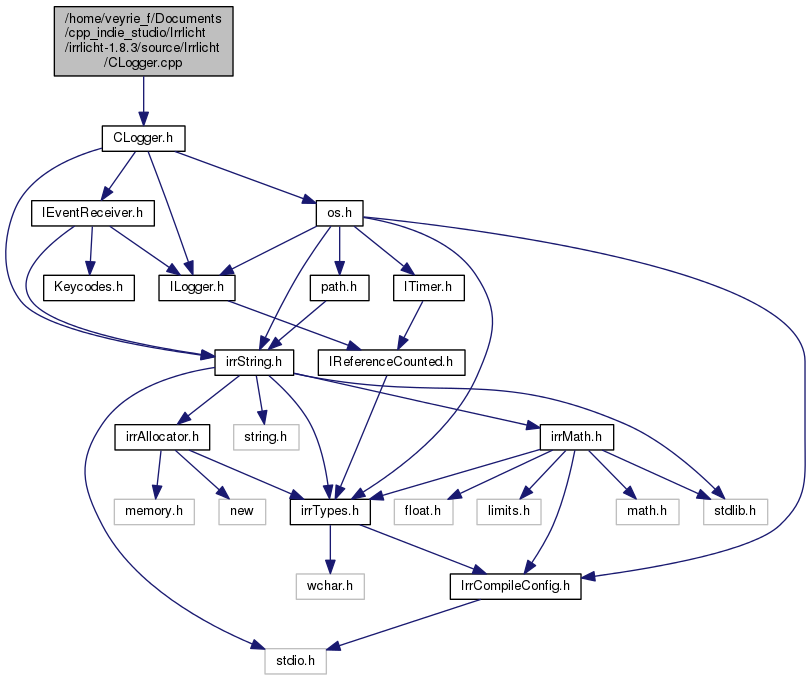 /home/veyrie_f/Documents
/cpp_indie_studio/Irrlicht
/irrlicht-1.8.3/source/Irrlicht
/CLogger.cpp
CLogger.h
IEventReceiver.h
os.h
Keycodes.h
ILogger.h
path.h
ITimer.h
irrString.h
IReferenceCounted.h
irrAllocator.h
string.h
irrMath.h
memory.h
new
irrTypes.h
float.h
limits.h
math.h
stdlib.h
wchar.h
IrrCompileConfig.h
stdio.h